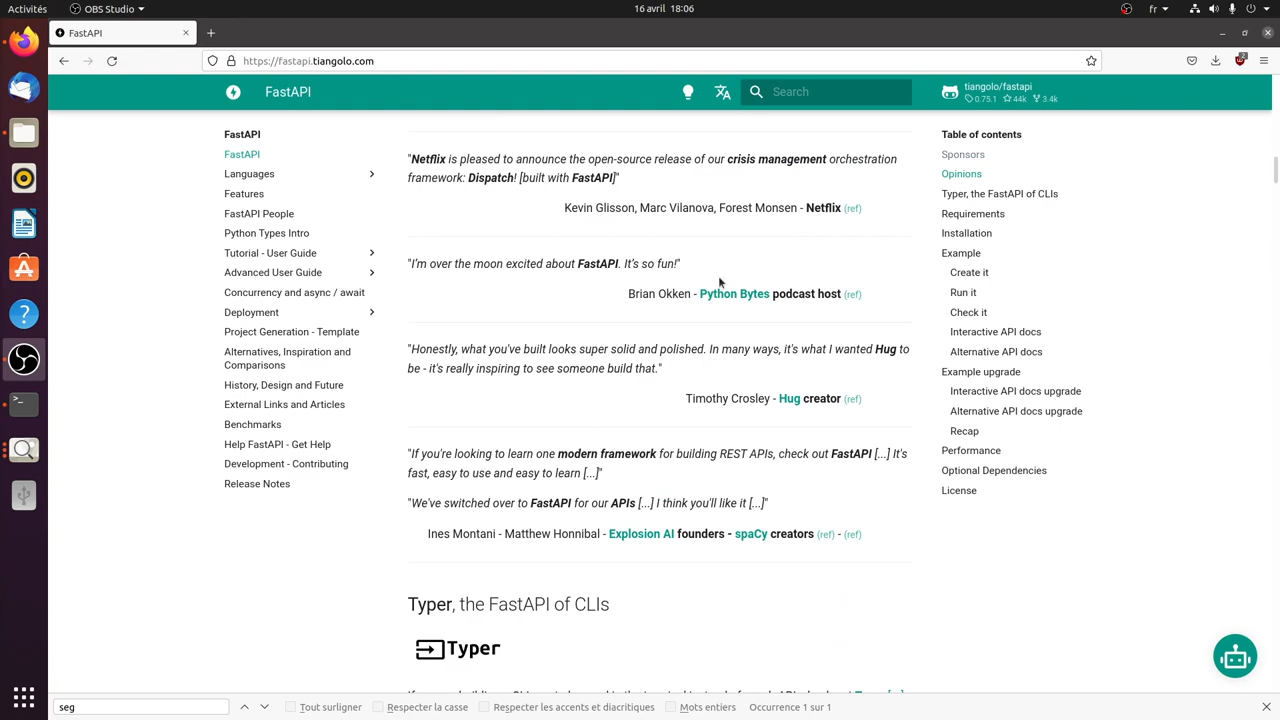 Activités
OBS Studio
16 avril 18:06
fr
FastAPI
https://fastapi.tiangolo.com
2
FastAPI
Search
tiangolo/fastapi
0.75.1 44k 3.4k
FastAPI
FastAPI
Languages
Features
FastAPI People
Python Types Intro
Tutorial - User Guide
Advanced User Guide
Concurrency and async / await
Deployment
Project Generation - Template
Alternatives, Inspiration and
Comparisons
History, Design and Future
External Links and Articles
Benchmarks
Help FastAPI - Get Help
Development - Contributing
Release Notes
"Netflix is pleased to announce the open-source release of our crisis management orchestration
framework: Dispatch! [built with FastAPI]"
Kevin Glisson, Marc Vilanova, Forest Monsen - Netflix (ref)
"I'm over the moon excited about FastAPI. It's so fun!"
Brian Okken - Python Bytes podcast host (ref)
"Honestly, what you've built looks super solid and polished. In many ways, it's what I wanted Hug to
be - it's really inspiring to see someone build that."
Timothy Crosley - Hug creator (ref)
"If you're looking to learn one modern framework for building REST APIs, check out FastAPI [...] It's
fast, easy to use and easy to learn [...]"
"We've switched over to FastAPI for our APIs [...] I think you'll like it [...]"
Ines Montani - Matthew Honnibal - Explosion AI founders - spaCy creators (ref) - (ref)
Typer, the FastAPI of CLIs
Typer
Table of contents
Sponsors
Opinions
Typer, the FastAPI of CLIs
Requirements
Installation
Example
Create it
Run it
Check it
Interactive API docs
Alternative API docs
Example upgrade
Interactive API docs upgrade
Alternative API docs upgrade
Recap
Performance
Optional Dependencies
License
seg
Tout surligner
Respecter la casse
Respecter les accents et diacritiques
Mots entiers
Occurrence 1 sur 1